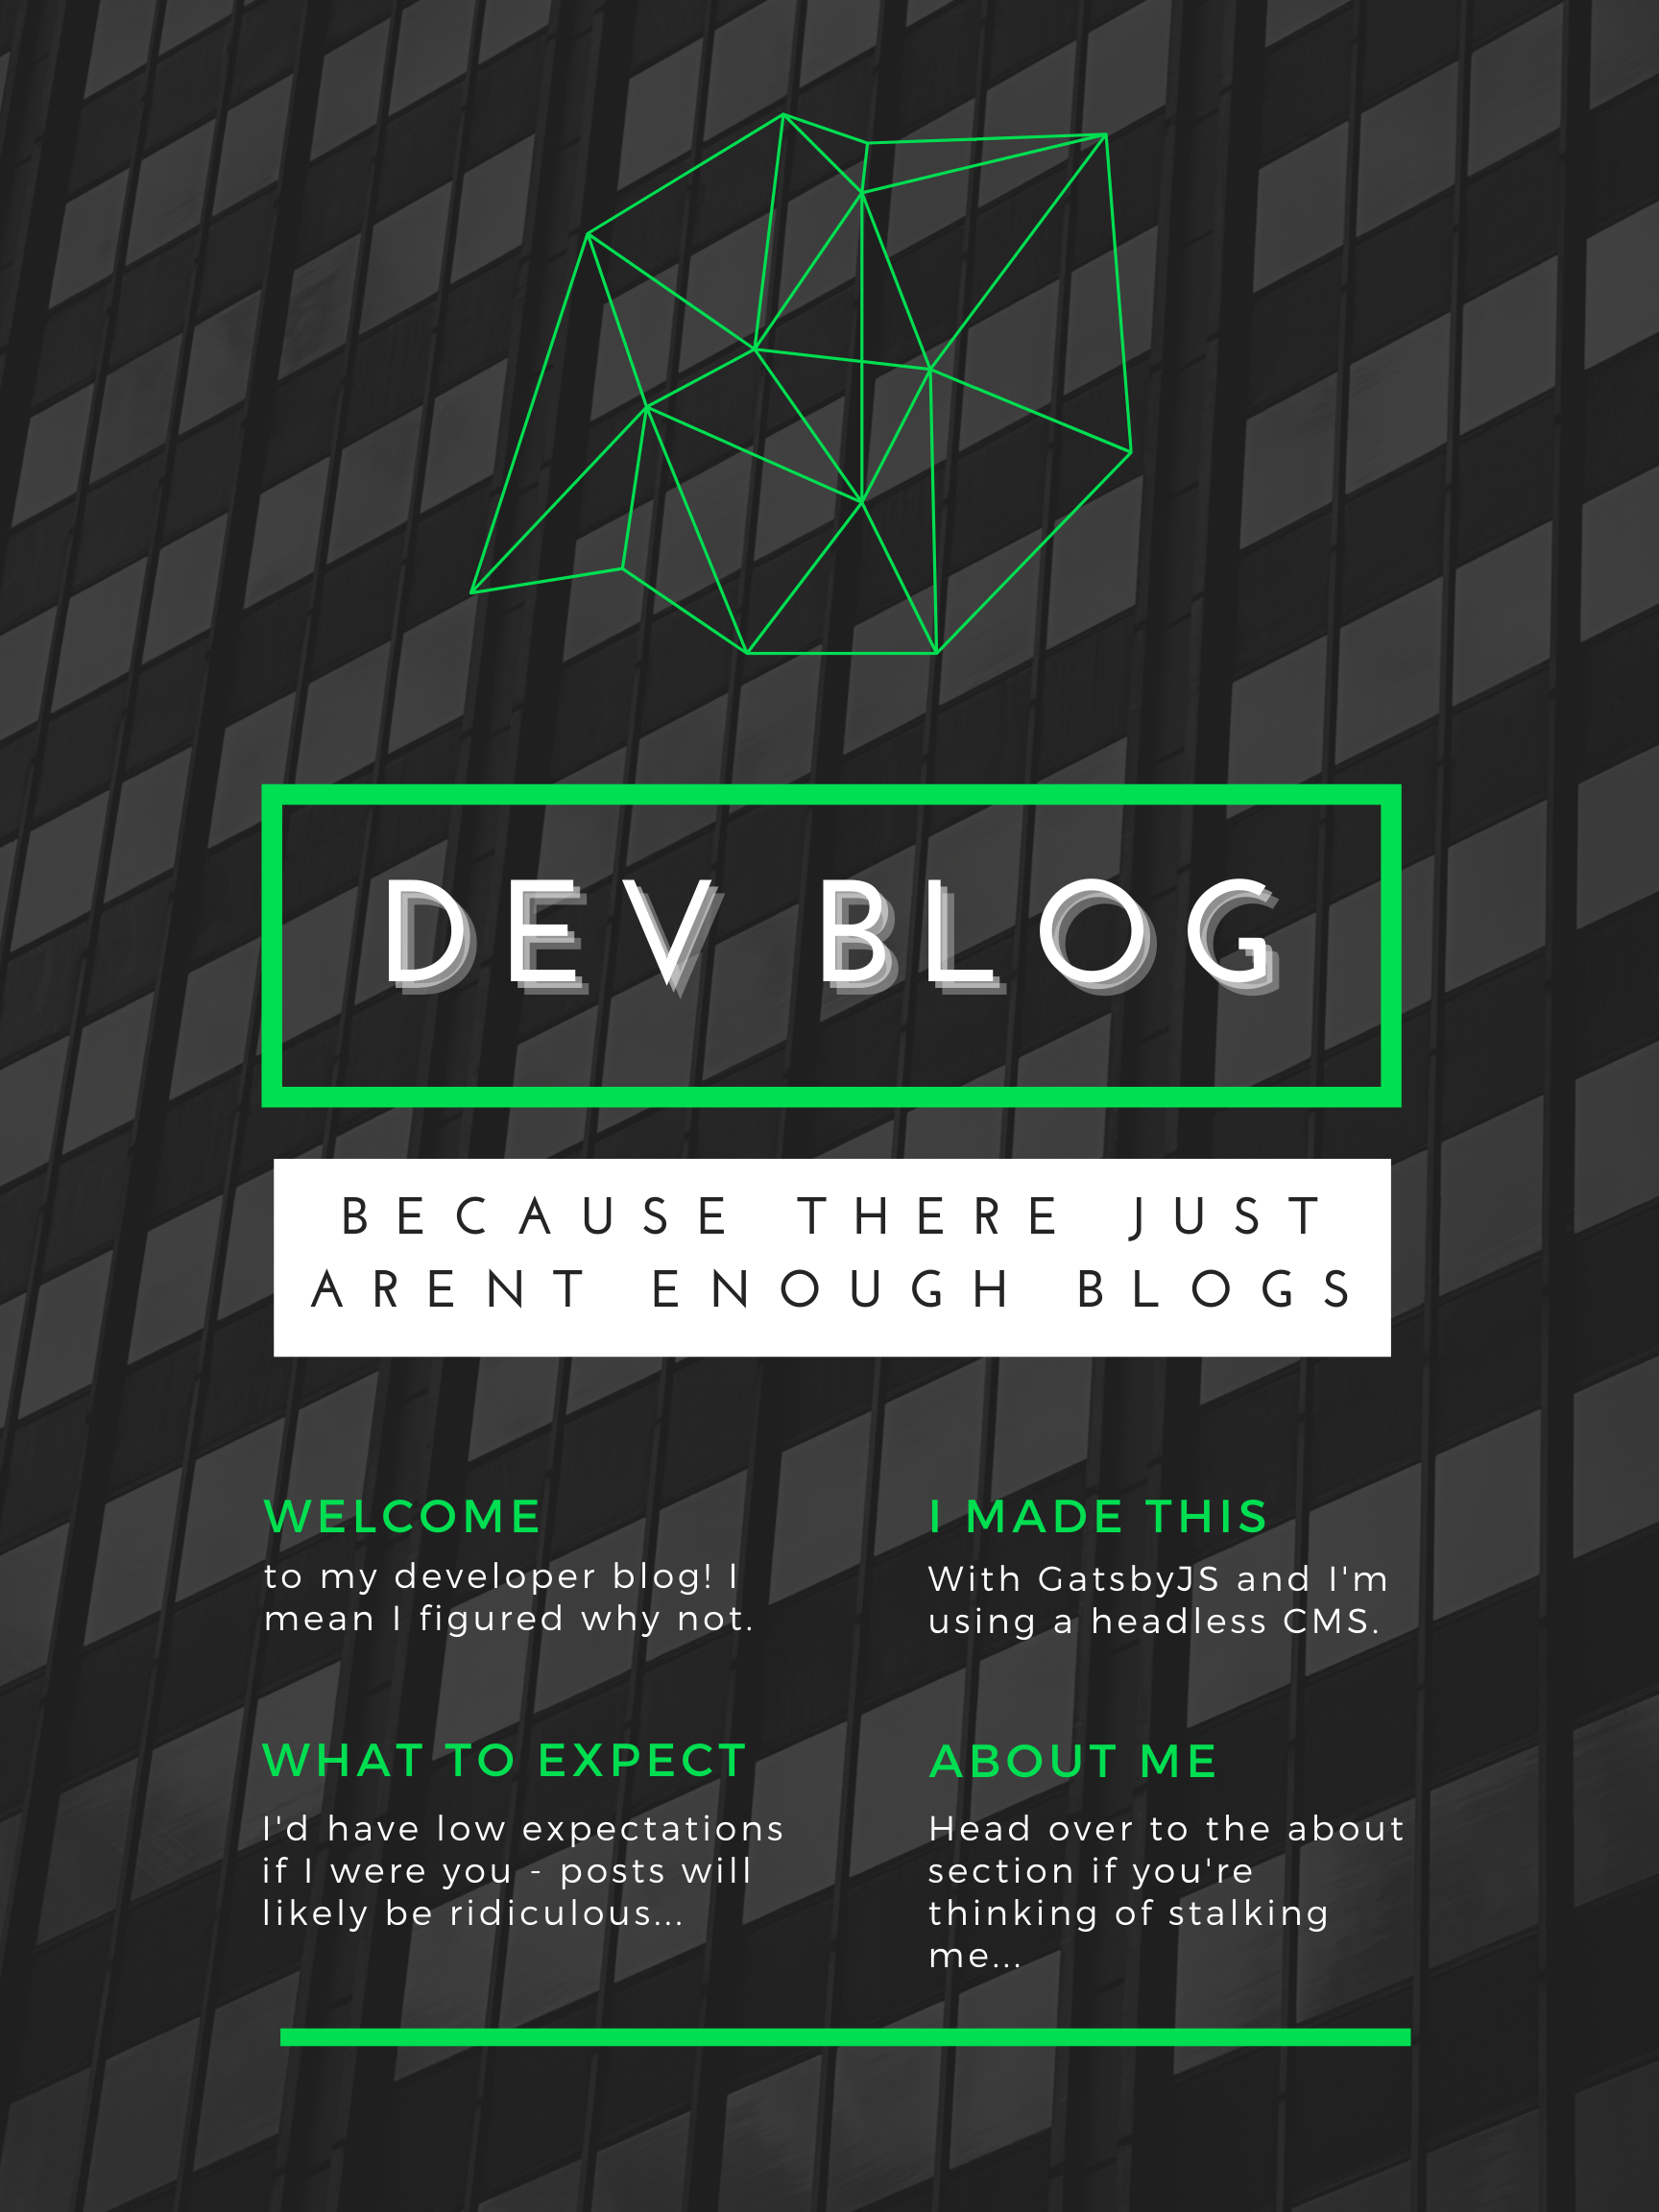 DEV BLOG
BECAUSE THERE JUST
ARENT ENOUGH BLOGS
WELCOME
to my developer blog! I
mean I figured why not.
I MADE THIS
With GatsbyJS and I'm
using a headless CMS.
WHAT TO EXPECT
I'd have low expectations
if I were you - posts will
likely be ridiculous...
ABOUT ME
Head over to the about
section if you're
thinking of stalking
me...